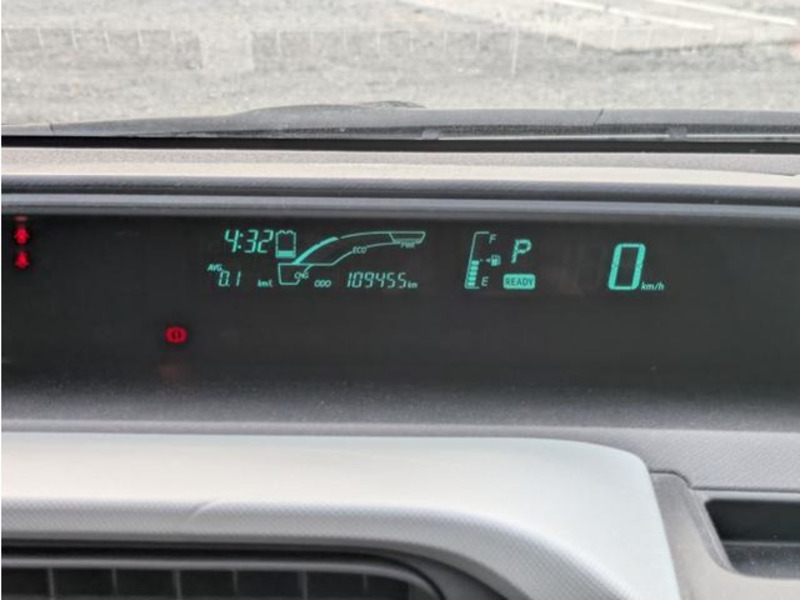 4:32
ECO
PWR
AVG
0.1 km/L
CHG
ODO 109455 km
F
E
P
READY
0 km/h